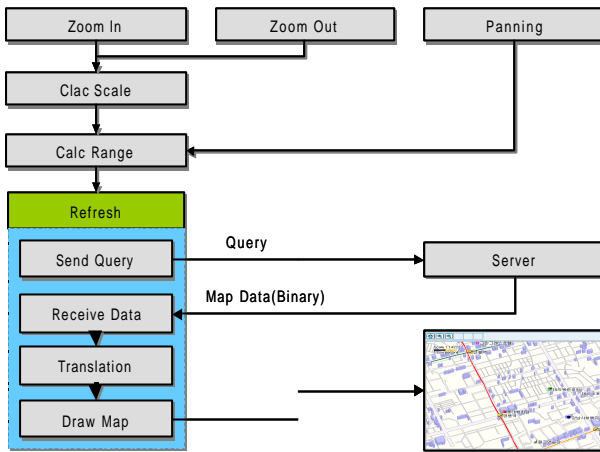 Zoom In
Zoom Out
Panning
Clac Scale
Calc Range
Refresh
Send Query
Query
Server
Map Data(Binary)
Receive Data
Translation
Draw Map